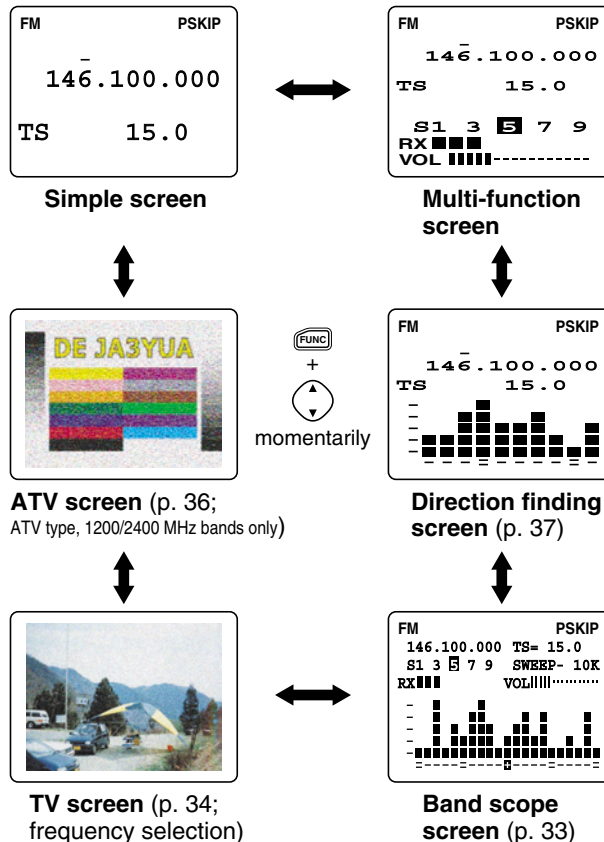 FM PSKIP
146.100.000
TS 15.0
Simple screen
FM PSKIP
146.100.000
TS 15.0
S1 3 5 7 9
RX
VOL
Multi-function
screen
DE JA3YUA
ATV screen (p. 36;
ATV type, 1200/2400 MHz bands only)
FUNC
+
momentarily
FM PSKIP
146.100.000
TS 15.0
Direction finding
screen (p. 37)
TV screen (p. 34;
frequency selection)
FM PSKIP
146.100.000 TS= 15.0
S1 3 5 7 9 SWEEP- 10K
RX VOL
Band scope
screen (p. 33)